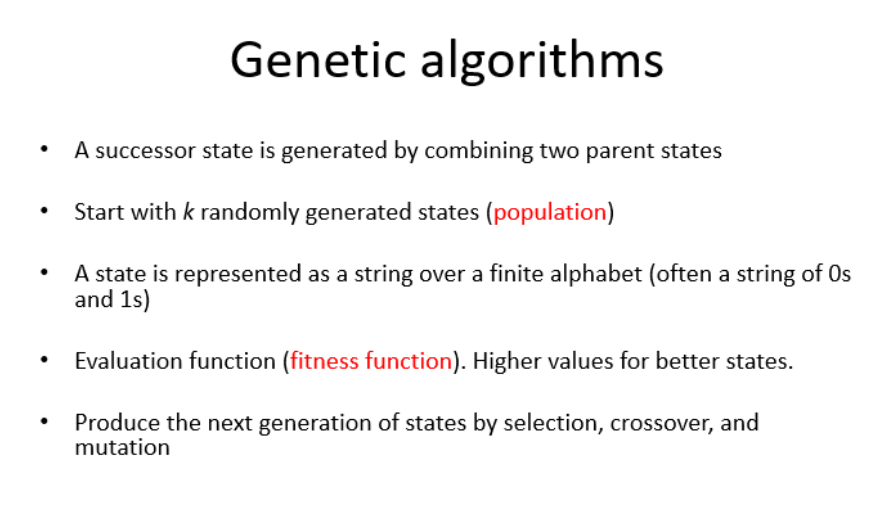 Genetic algorithms
• A successor state is generated by combining two parent states
• Start with k randomly generated states (population)
• A state is represented as a string over a finite alphabet (often a string of 0s
and 1s)
• Evaluation function (fitness function). Higher values for better states.
• Produce the next generation of states by selection, crossover, and
mutation